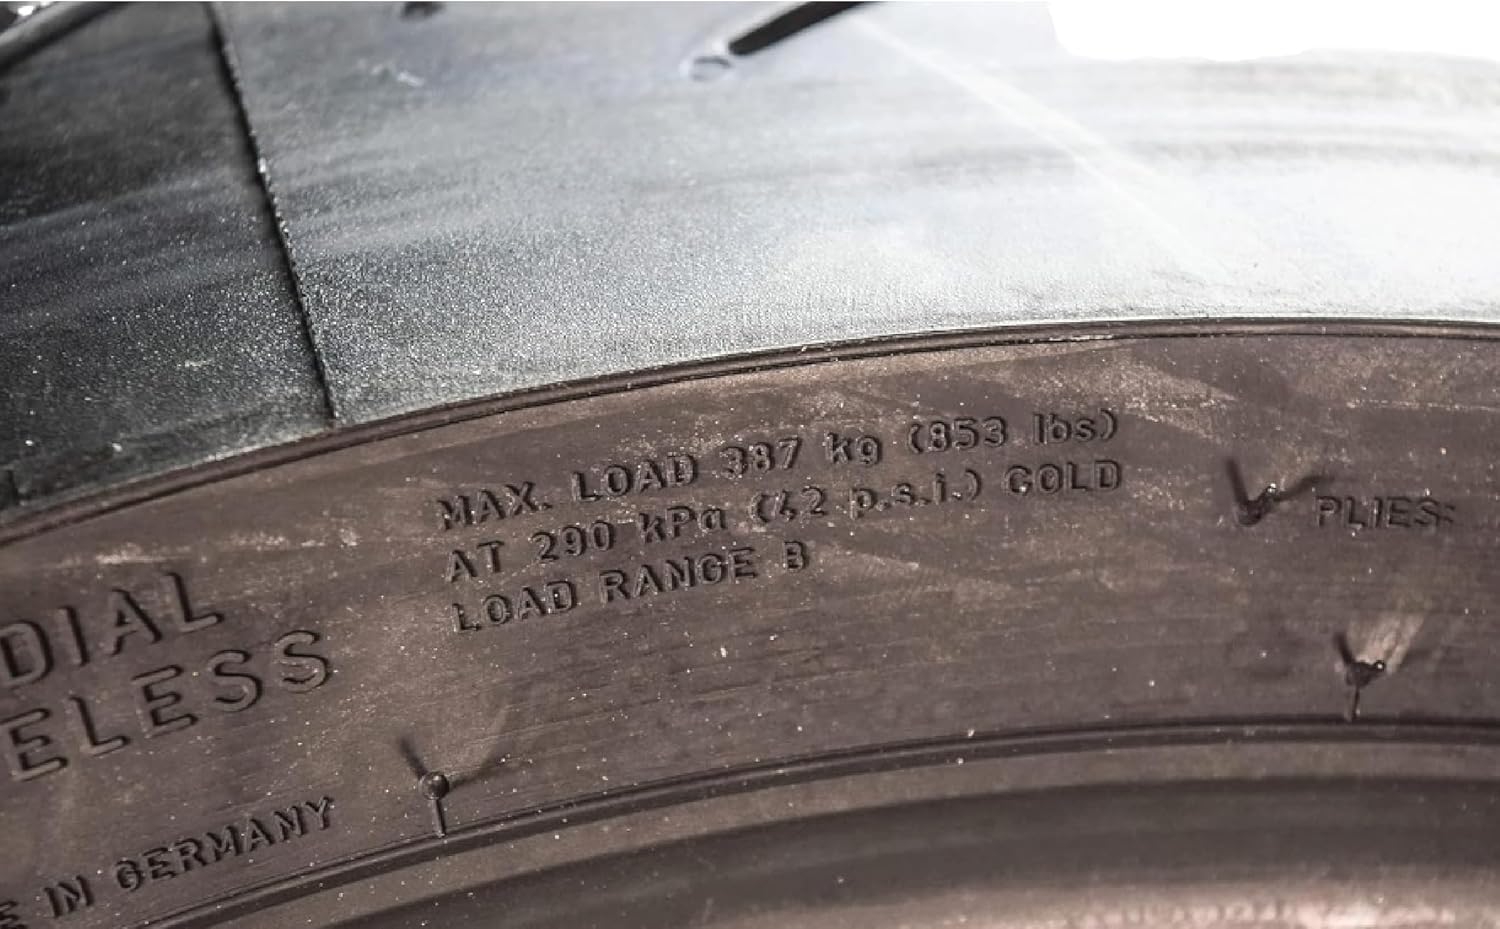 MAX. LOAD 387 kg (853 lbs)
AT 290 kPa (42 p.s.i.) COLD
LOAD RANGE B
PLIES:
DIAL
ELESS
E IN GERMANY